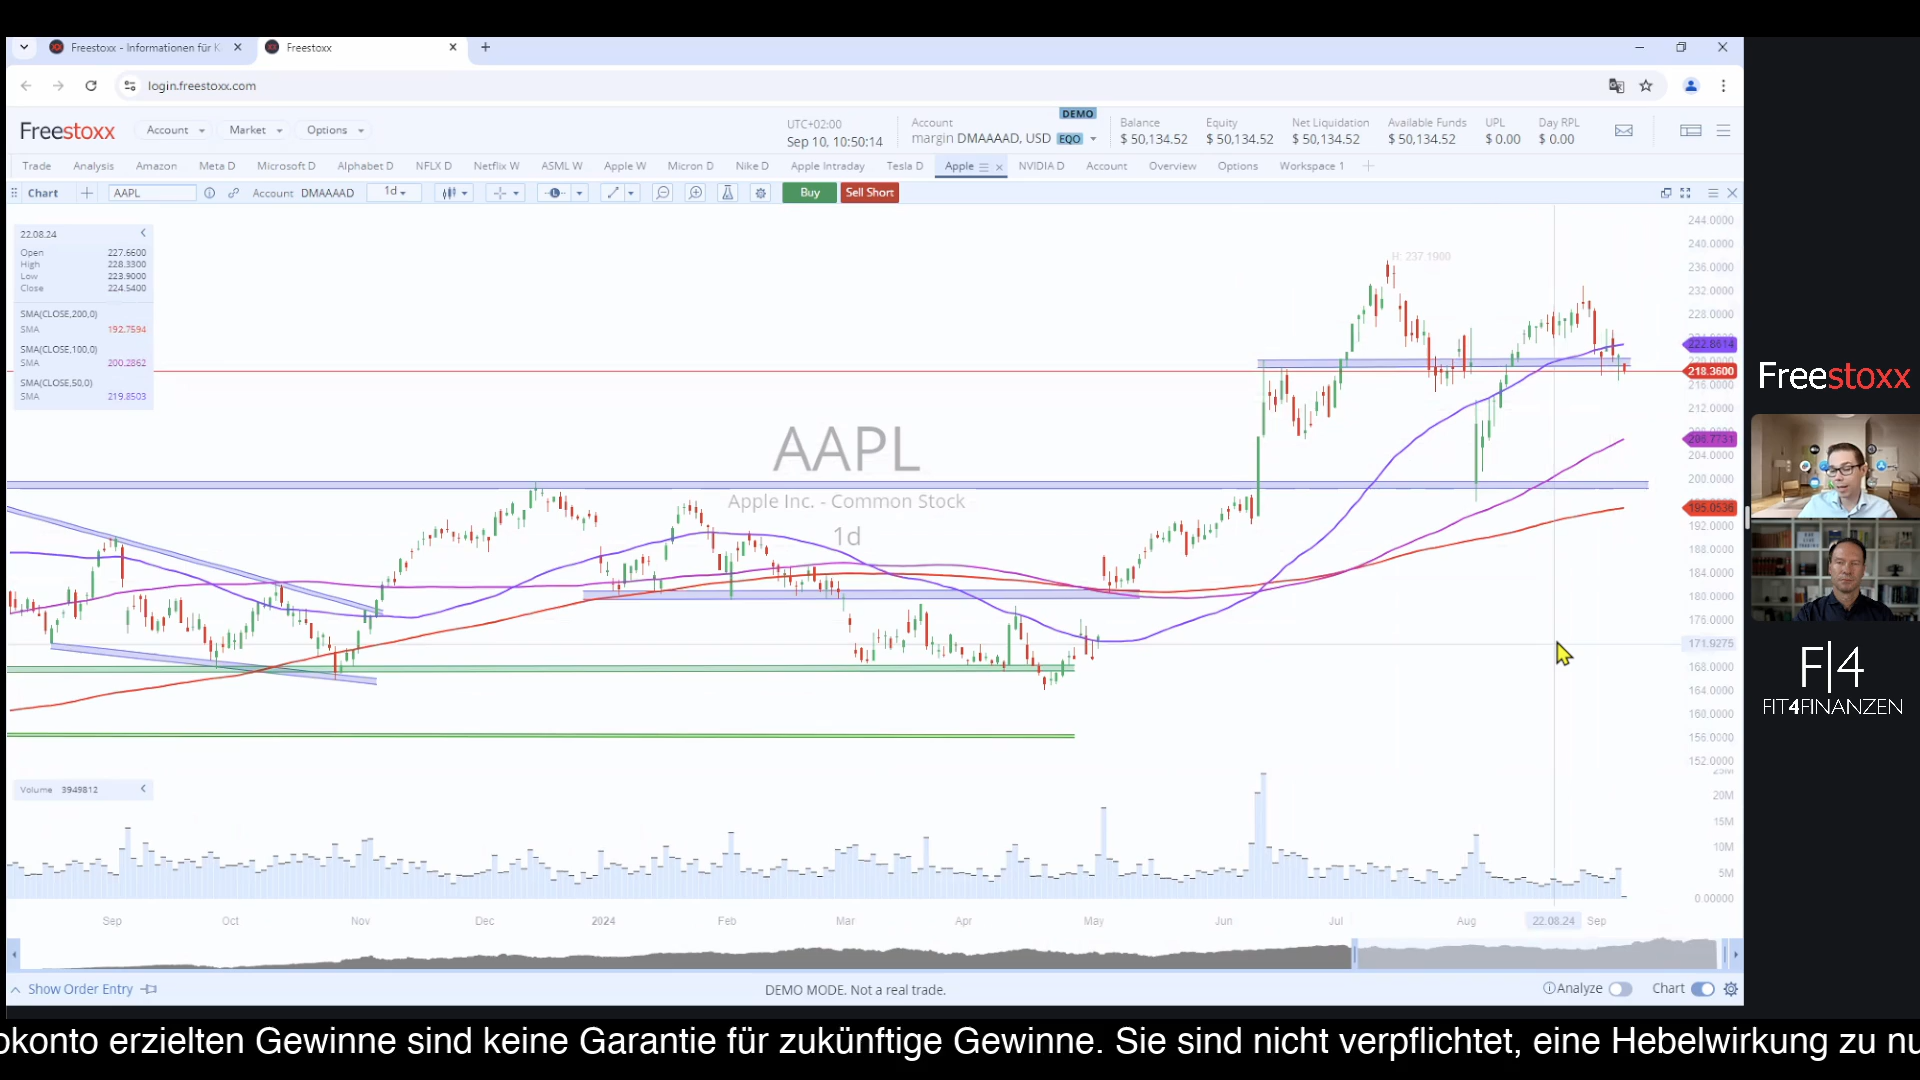 Freestoxx - Informationen für K
Freestoxx
login.freestoxx.com
DEMO
Freestoxx
Account
Market
Options
UTC+02:00
Sep 10, 10:50:14
Account
margin DMAAAAD, USD EQO
Balance
$ 50,134.52
Equity
$ 50,134.52
Net Liquidation
$ 50,134.52
Available Funds
$ 50,134.52
UPL
$ 0.00
Day RPL
$ 0.00
Trade Analysis Amazon Meta D Microsoft D Alphabet D NFLX D Netflix W ASML W Apple W Micron D Nike D Apple Intraday Tesla D Apple NVIDIA D Account Overview Options Workspace 1
Chart AAPL Account DMAAAAD 1d Buy Sell Short
22.08.24
Open 227.6600
High 228.3300
Low 223.9000
Close 224.5400
SMA(CLOSE,200,0)
SMA 192.7594
SMA(CLOSE,100,0)
SMA 200.2862
SMA(CLOSE,50,0)
SMA 219.8503
H: 237.1900
AAPL
Apple Inc. - Common Stock
1d
244.0000
240.0000
236.0000
232.0000
228.0000
222.8614
218.3600
216.0000
212.0000
206.7731
204.0000
200.0000
195.0536
192.0000
188.0000
184.0000
180.0000
176.0000
171.9275
168.0000
164.0000
160.0000
156.0000
152.0000
Volume 3949812
25M
20M
15M
10M
5M
0.00000
Sep Oct Nov Dec 2024 Feb Mar Apr May Jun Jul Aug 22.08.24 Sep
Show Order Entry
DEMO MODE. Not a real trade.
Analyze
Chart
Freestoxx
F|4
FIT4FINANZEN
okonto erzielten Gewinne sind keine Garantie für zukünftige Gewinne. Sie sind nicht verpflichtet, eine Hebelwirkung zu nu